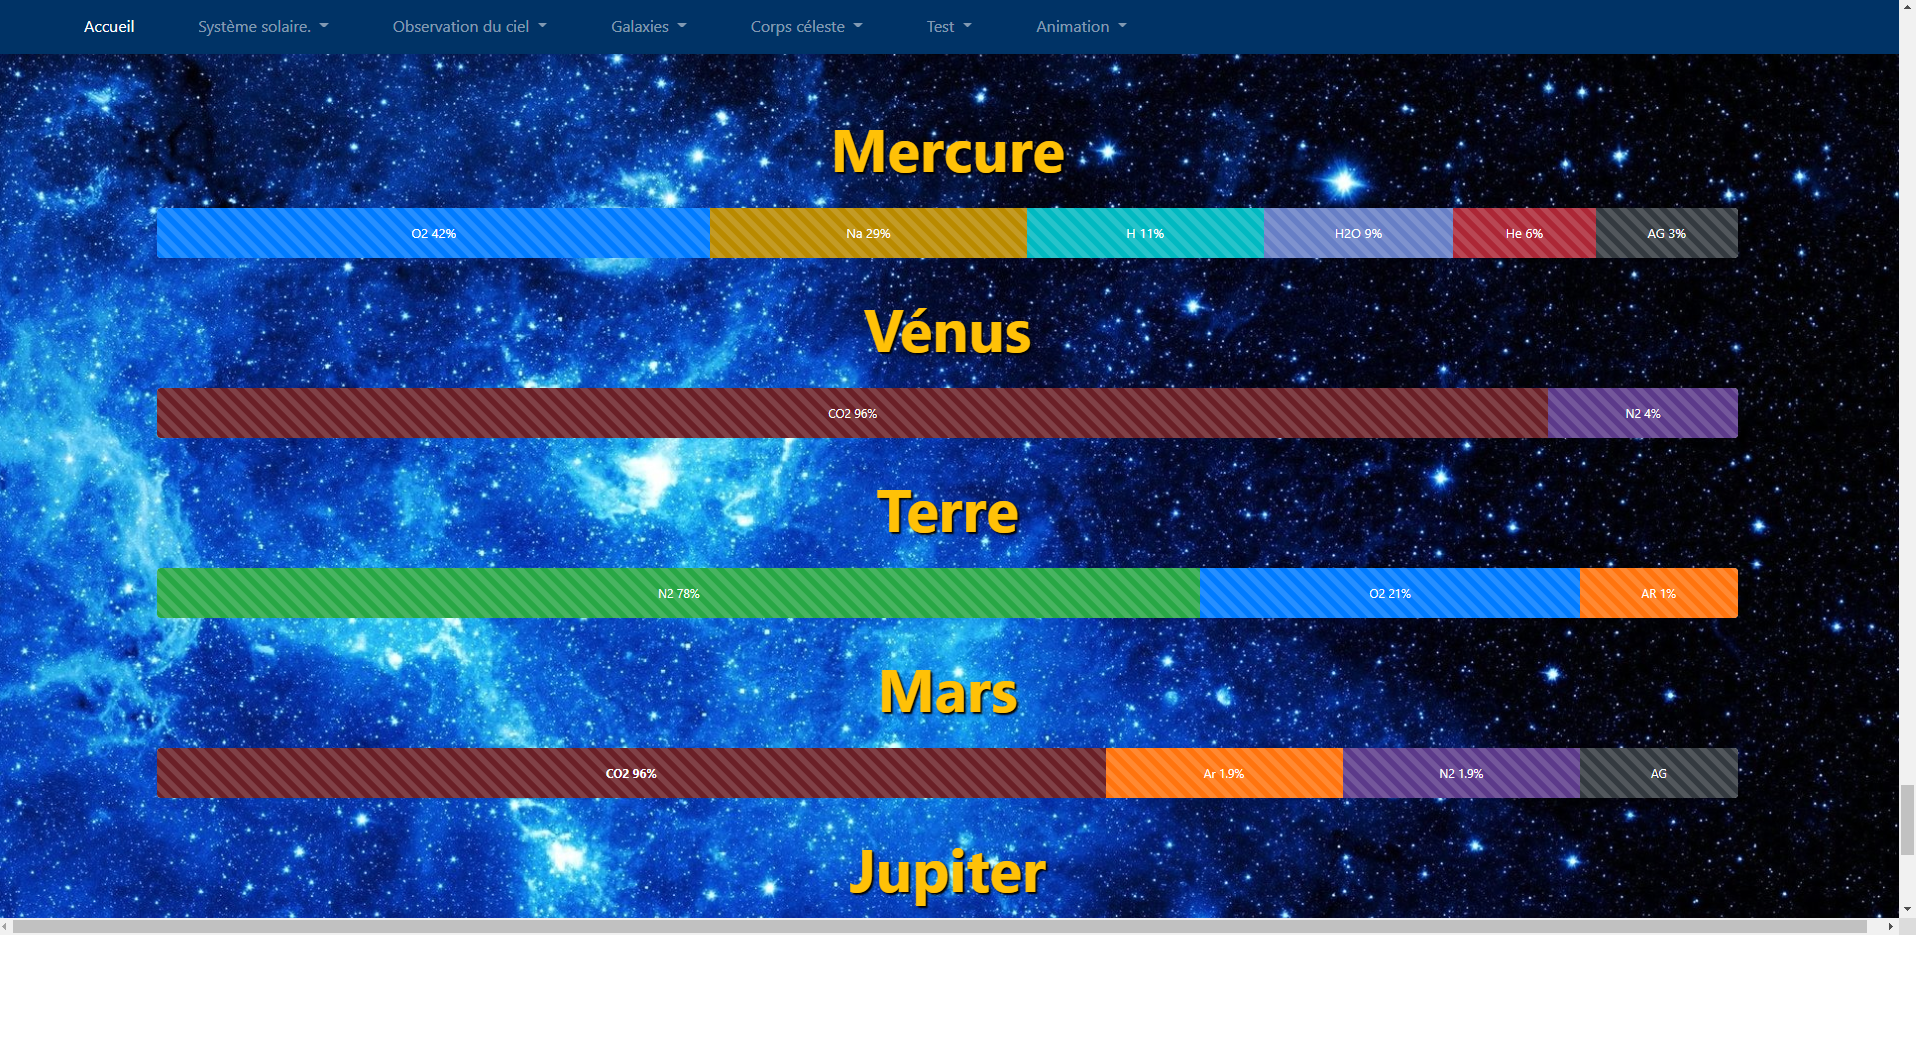 Accueil Système solaire. Observation du ciel Galaxies Corps céleste Test Animation
Mercure
O2 42% Na 29% H 11% H2O 9% He 6% AG 3%
Vénus
CO2 96% N2 4%
Terre
N2 78% O2 21% AR 1%
Mars
CO2 96% Ar 1.9% N2 1.9% AG
Jupiter